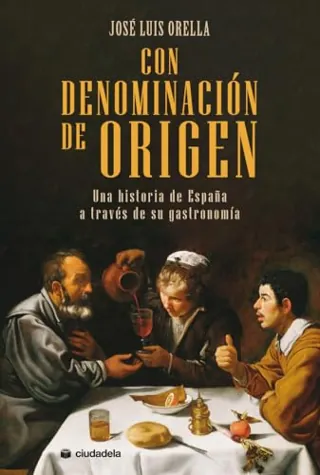 JOSÉ LUIS ORELLA
CON
DENOMINACIÓN
DE ORIGEN
Una historia de España
a través de su gastronomía
ciudadela